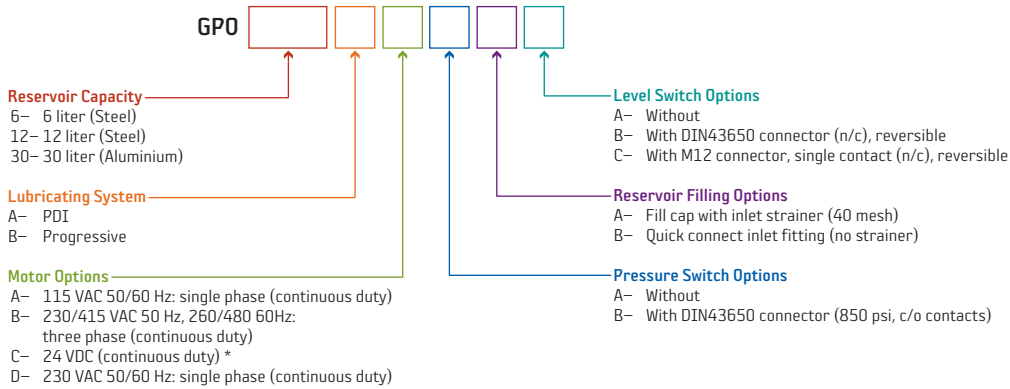 GPO
Reservoir Capacity
6– 6 liter (Steel)
12– 12 liter (Steel)
30– 30 liter (Aluminium)
Lubricating System
A– PDI
B– Progressive
Motor Options
A– 115 VAC 50/60 Hz: single phase (continuous duty)
B– 230/415 VAC 50 Hz, 260/480 60Hz:
three phase (continuous duty)
C– 24 VDC (continuous duty) *
D– 230 VAC 50/60 Hz: single phase (continuous duty)
Level Switch Options
A– Without
B– With DIN43650 connector (n/c), reversible
C– With M12 connector, single contact (n/c), reversible
Reservoir Filling Options
A– Fill cap with inlet strainer (40 mesh)
B– Quick connect inlet fitting (no strainer)
Pressure Switch Options
A– Without
B– With DIN43650 connector (850 psi, c/o contacts)